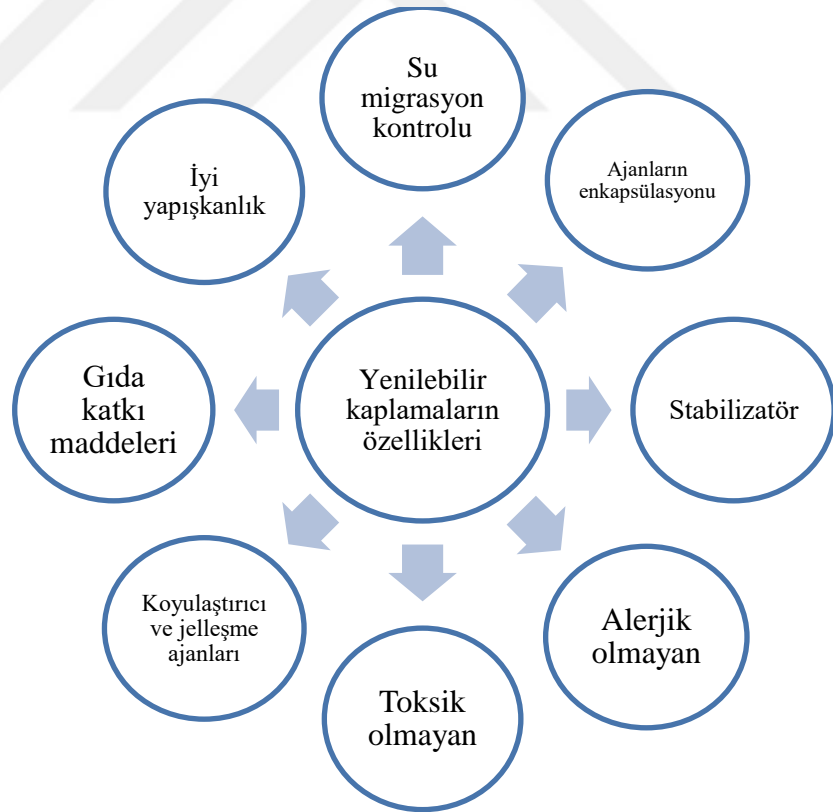 Su
migrasyon
kontrolu
Ajanların
enkapsülasyonu
İyi
yapışkanlık
Gıda
katkı
maddeleri
Yenilebilir
kaplamaların
özellikleri
Stabilizatör
Koyulaştırıcı
ve jelleşme
ajanları
Alerjik
olmayan
Toksik
olmayan